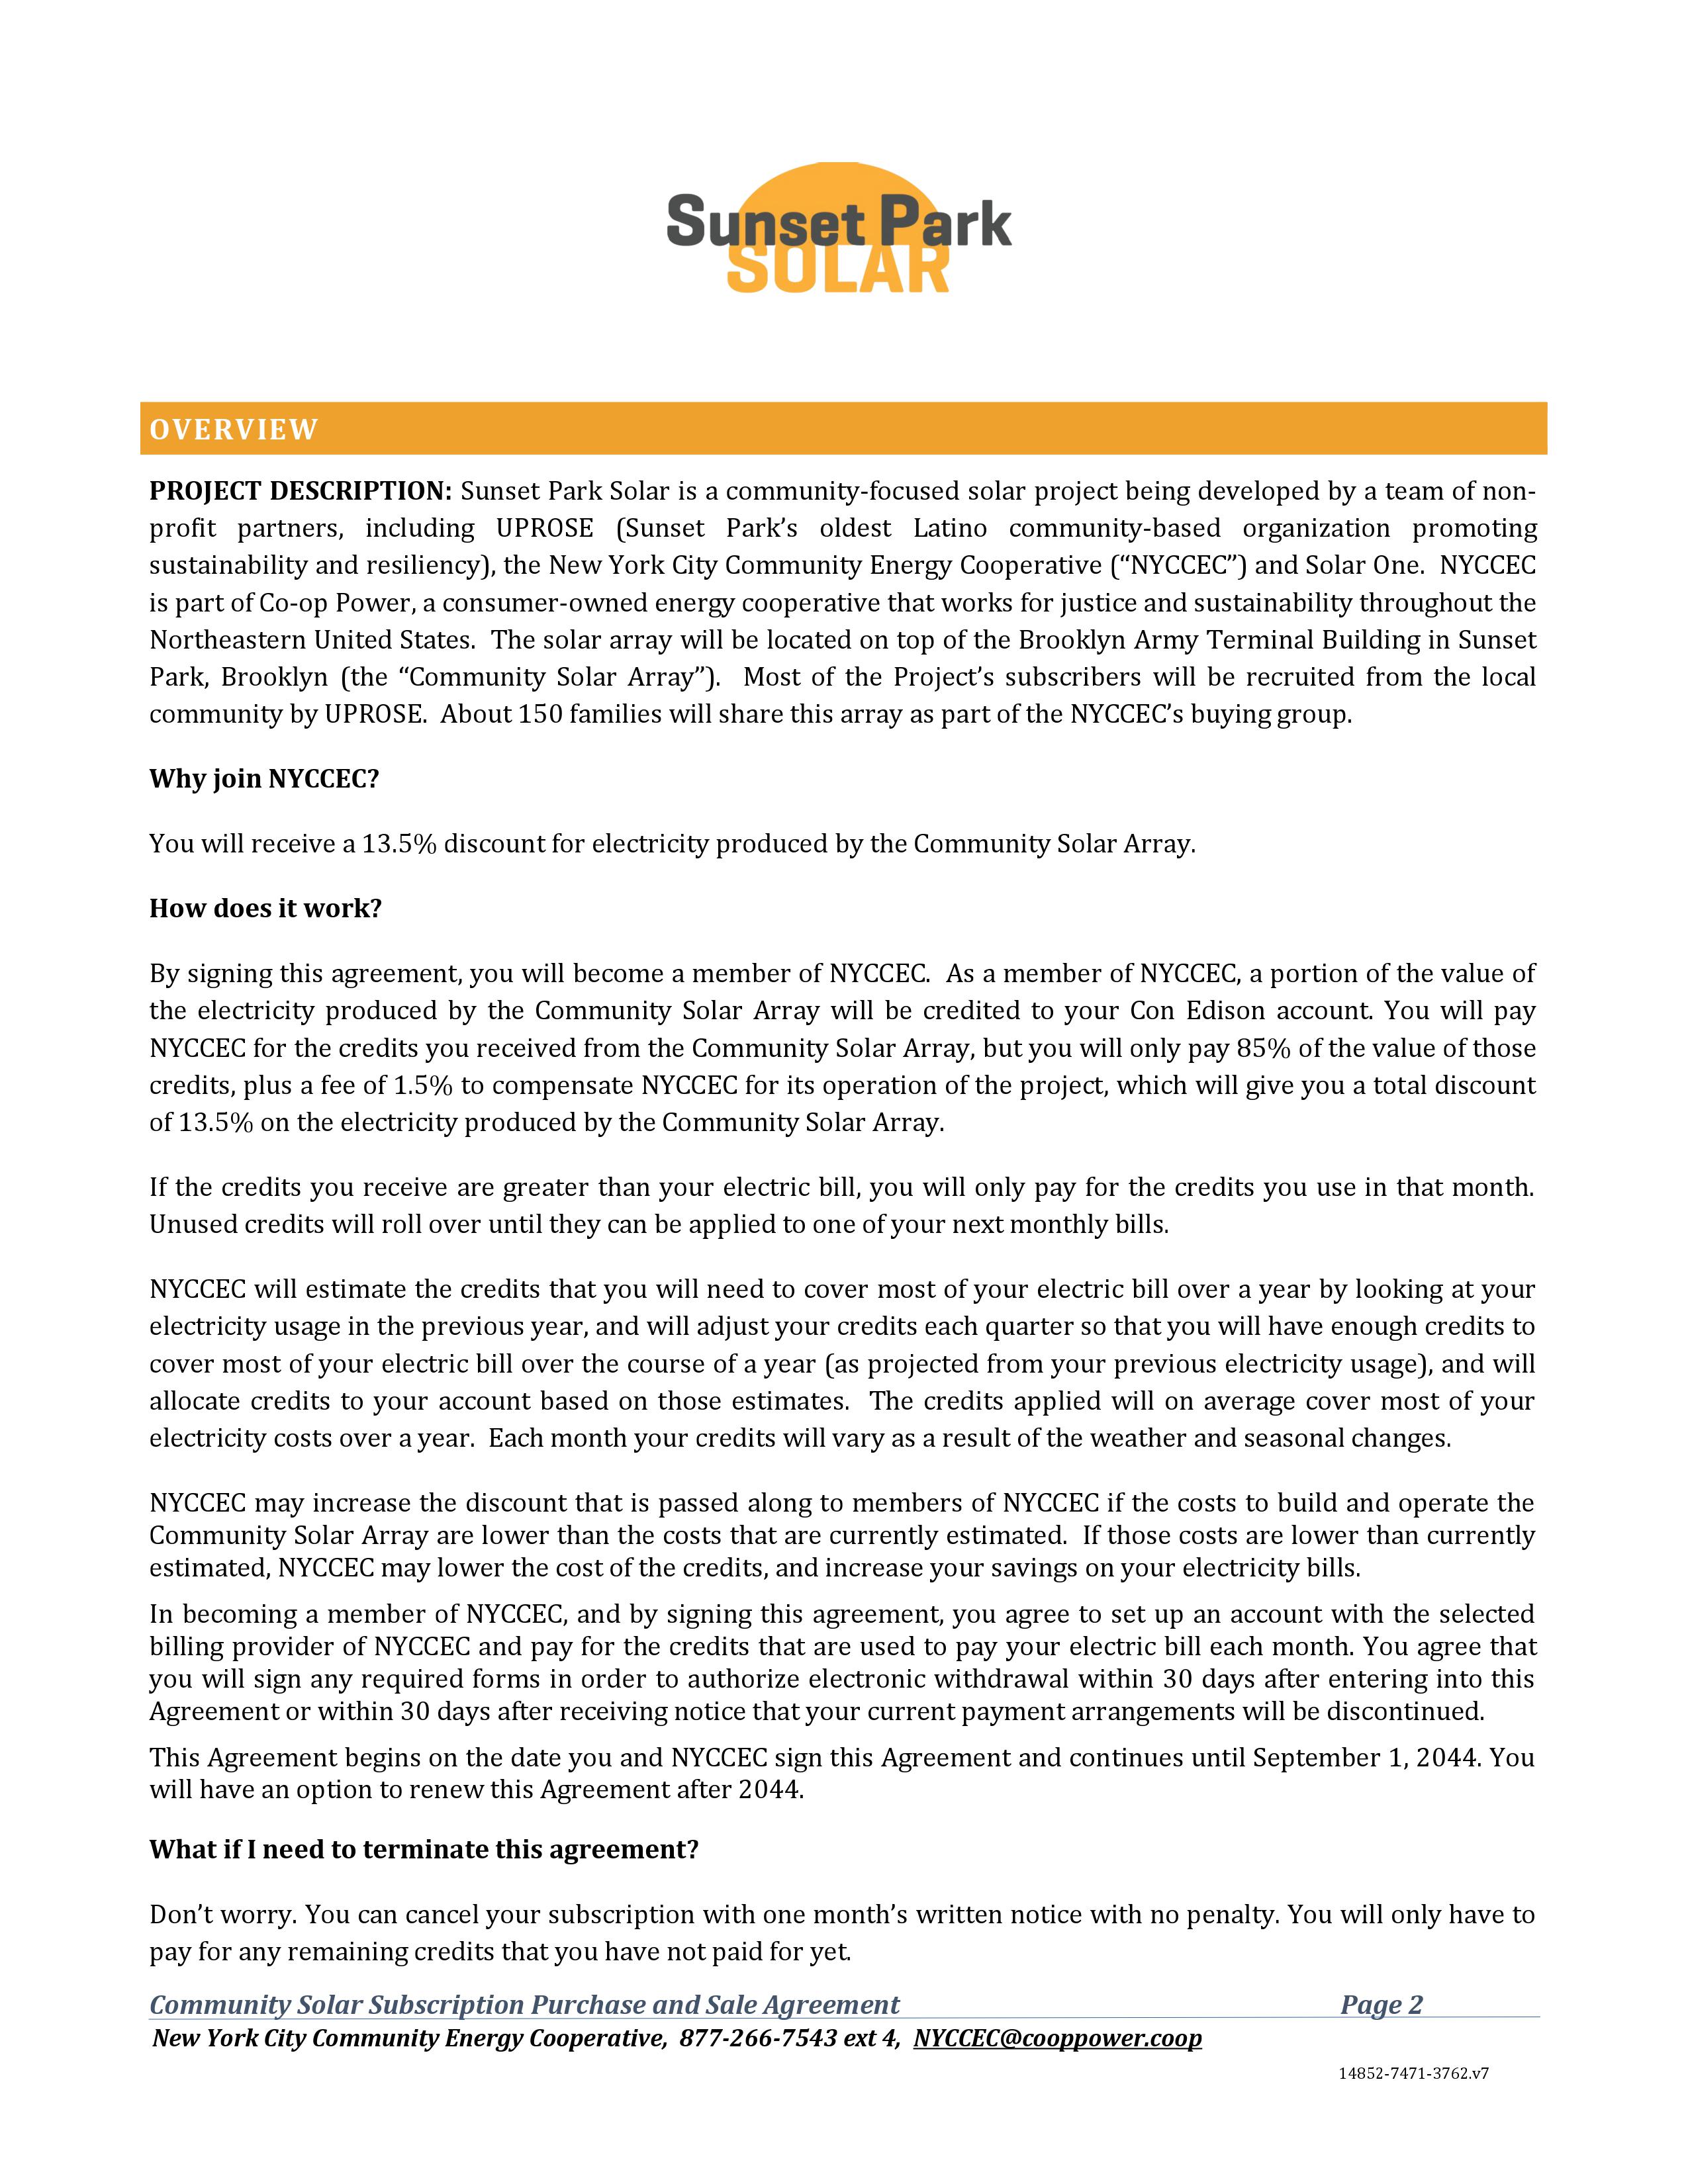 Sunset Park
SOLAR
OVERVIEW
PROJECT DESCRIPTION: Sunset Park Solar is a community-focused solar project being developed by a team of non-
profit partners, including UPROSE (Sunset Park’s oldest Latino community-based organization promoting
sustainability and resiliency), the New York City Community Energy Cooperative (“NYCCEC”) and Solar One. NYCCEC
is part of Co-op Power, a consumer-owned energy cooperative that works for justice and sustainability throughout the
Northeastern United States. The solar array will be located on top of the Brooklyn Army Terminal Building in Sunset
Park, Brooklyn (the “Community Solar Array”). Most of the Project’s subscribers will be recruited from the local
community by UPROSE. About 150 families will share this array as part of the NYCCEC’s buying group.
Why join NYCCEC?
You will receive a 13.5% discount for electricity produced by the Community Solar Array.
How does it work?
By signing this agreement, you will become a member of NYCCEC. As a member of NYCCEC, a portion of the value of
the electricity produced by the Community Solar Array will be credited to your Con Edison account. You will pay
NYCCEC for the credits you received from the Community Solar Array, but you will only pay 85% of the value of those
credits, plus a fee of 1.5% to compensate NYCCEC for its operation of the project, which will give you a total discount
of 13.5% on the electricity produced by the Community Solar Array.
If the credits you receive are greater than your electric bill, you will only pay for the credits you use in that month.
Unused credits will roll over until they can be applied to one of your next monthly bills.
NYCCEC will estimate the credits that you will need to cover most of your electric bill over a year by looking at your
electricity usage in the previous year, and will adjust your credits each quarter so that you will have enough credits to
cover most of your electric bill over the course of a year (as projected from your previous electricity usage), and will
allocate credits to your account based on those estimates. The credits applied will on average cover most of your
electricity costs over a year. Each month your credits will vary as a result of the weather and seasonal changes.
NYCCEC may increase the discount that is passed along to members of NYCCEC if the costs to build and operate the
Community Solar Array are lower than the costs that are currently estimated. If those costs are lower than currently
estimated, NYCCEC may lower the cost of the credits, and increase your savings on your electricity bills.
In becoming a member of NYCCEC, and by signing this agreement, you agree to set up an account with the selected
billing provider of NYCCEC and pay for the credits that are used to pay your electric bill each month. You agree that
you will sign any required forms in order to authorize electronic withdrawal within 30 days after entering into this
Agreement or within 30 days after receiving notice that your current payment arrangements will be discontinued.
This Agreement begins on the date you and NYCCEC sign this Agreement and continues until September 1, 2044. You
will have an option to renew this Agreement after 2044.
What if I need to terminate this agreement?
Don’t worry. You can cancel your subscription with one month’s written notice with no penalty. You will only have to
pay for any remaining credits that you have not paid for yet.
Community Solar Subscription Purchase and Sale Agreement Page 2
New York City Community Energy Cooperative, 877-266-7543 ext 4, NYCCEC@cooppower.coop
14852-7471-3762.v7